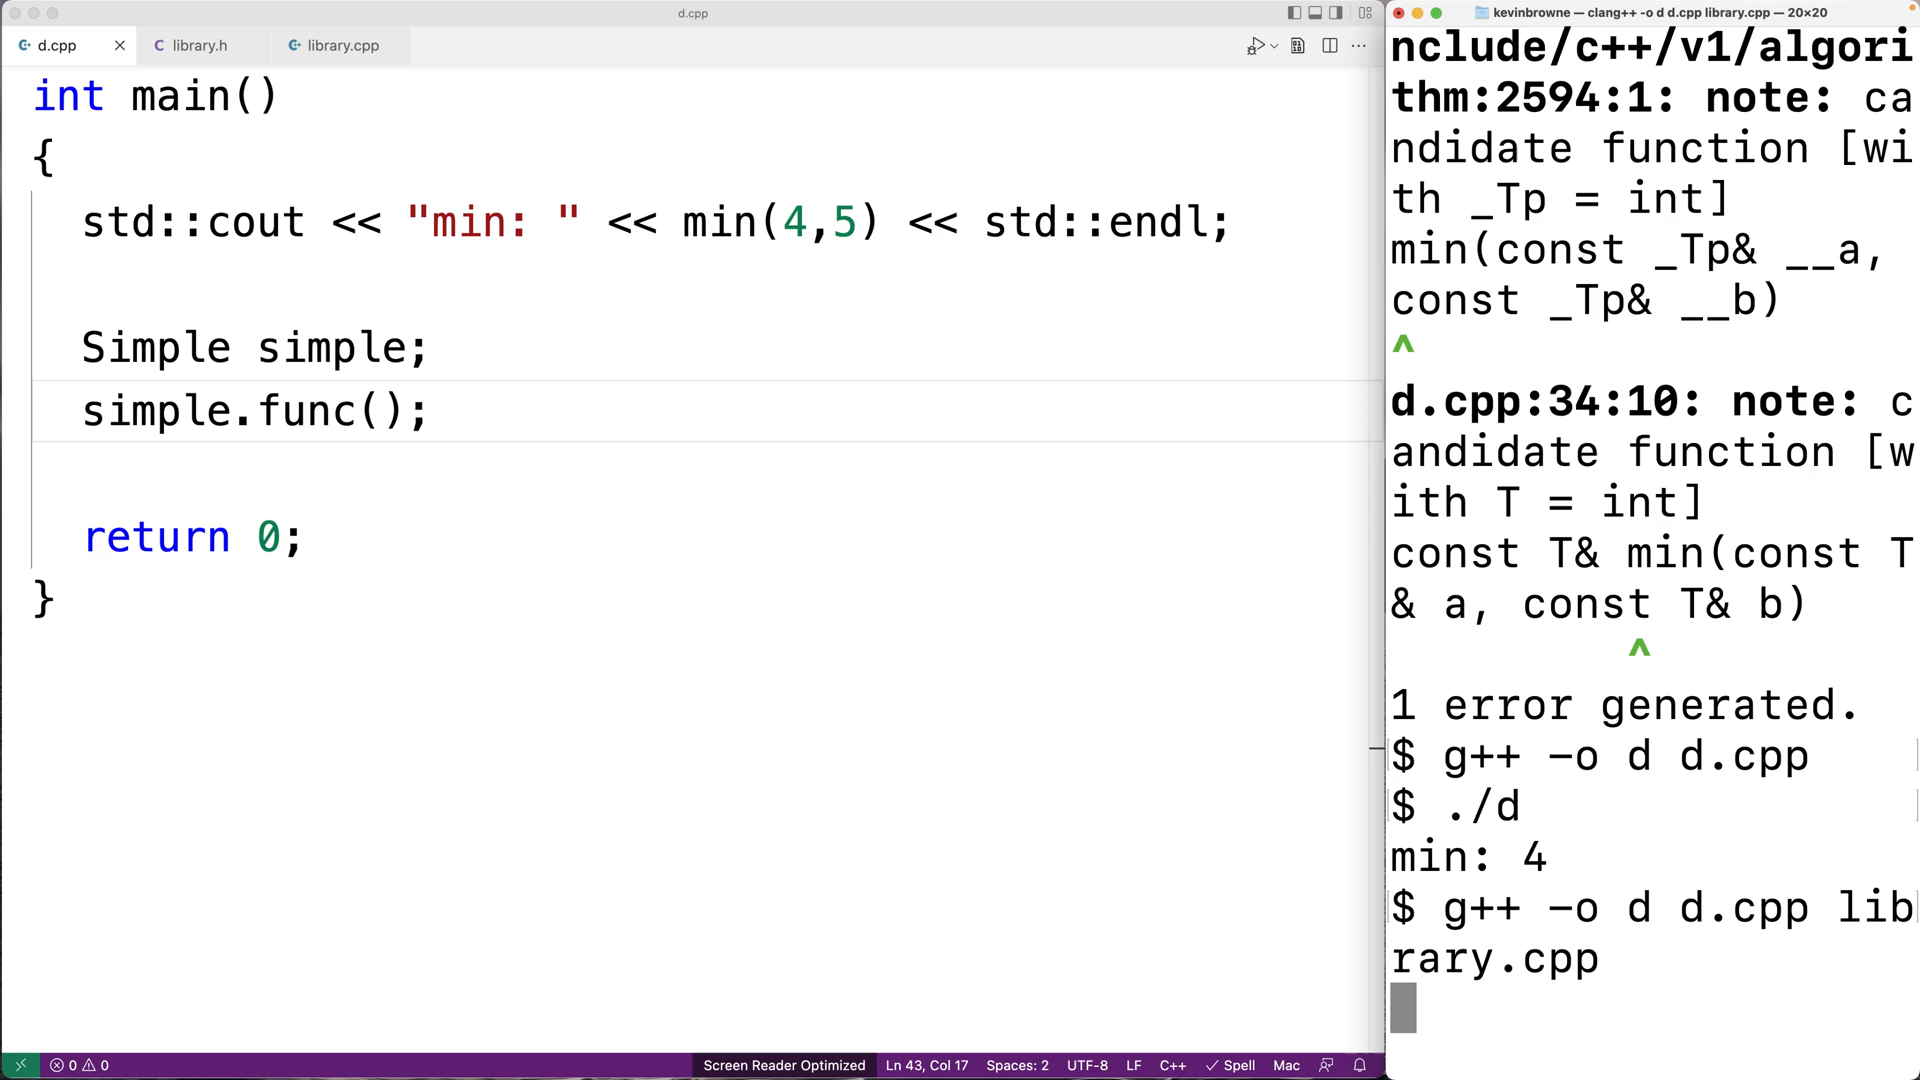 d.cpp
d.cpp
library.h
library.cpp
int main()
{
std::cout << "min: " << min(4,5) << std::endl;
Simple simple;
simple.func();
return 0;
}
0 0
Screen Reader Optimized
Ln 43, Col 17
Spaces: 2
UTF-8
LF
C++
Spell
Mac
kevinbrowne — clang++ -o d d.cpp library.cpp — 20×20
nclude/c++/v1/algori
thm:2594:1: note: ca
ndidate function [wi
th _Tp = int]
min(const _Tp& __a,
const _Tp& __b)
^
d.cpp:34:10: note: c
andidate function [w
ith T = int]
const T& min(const T
& a, const T& b)
^
1 error generated.
$ g++ -o d d.cpp
$ ./d
min: 4
$ g++ -o d d.cpp lib
rary.cpp